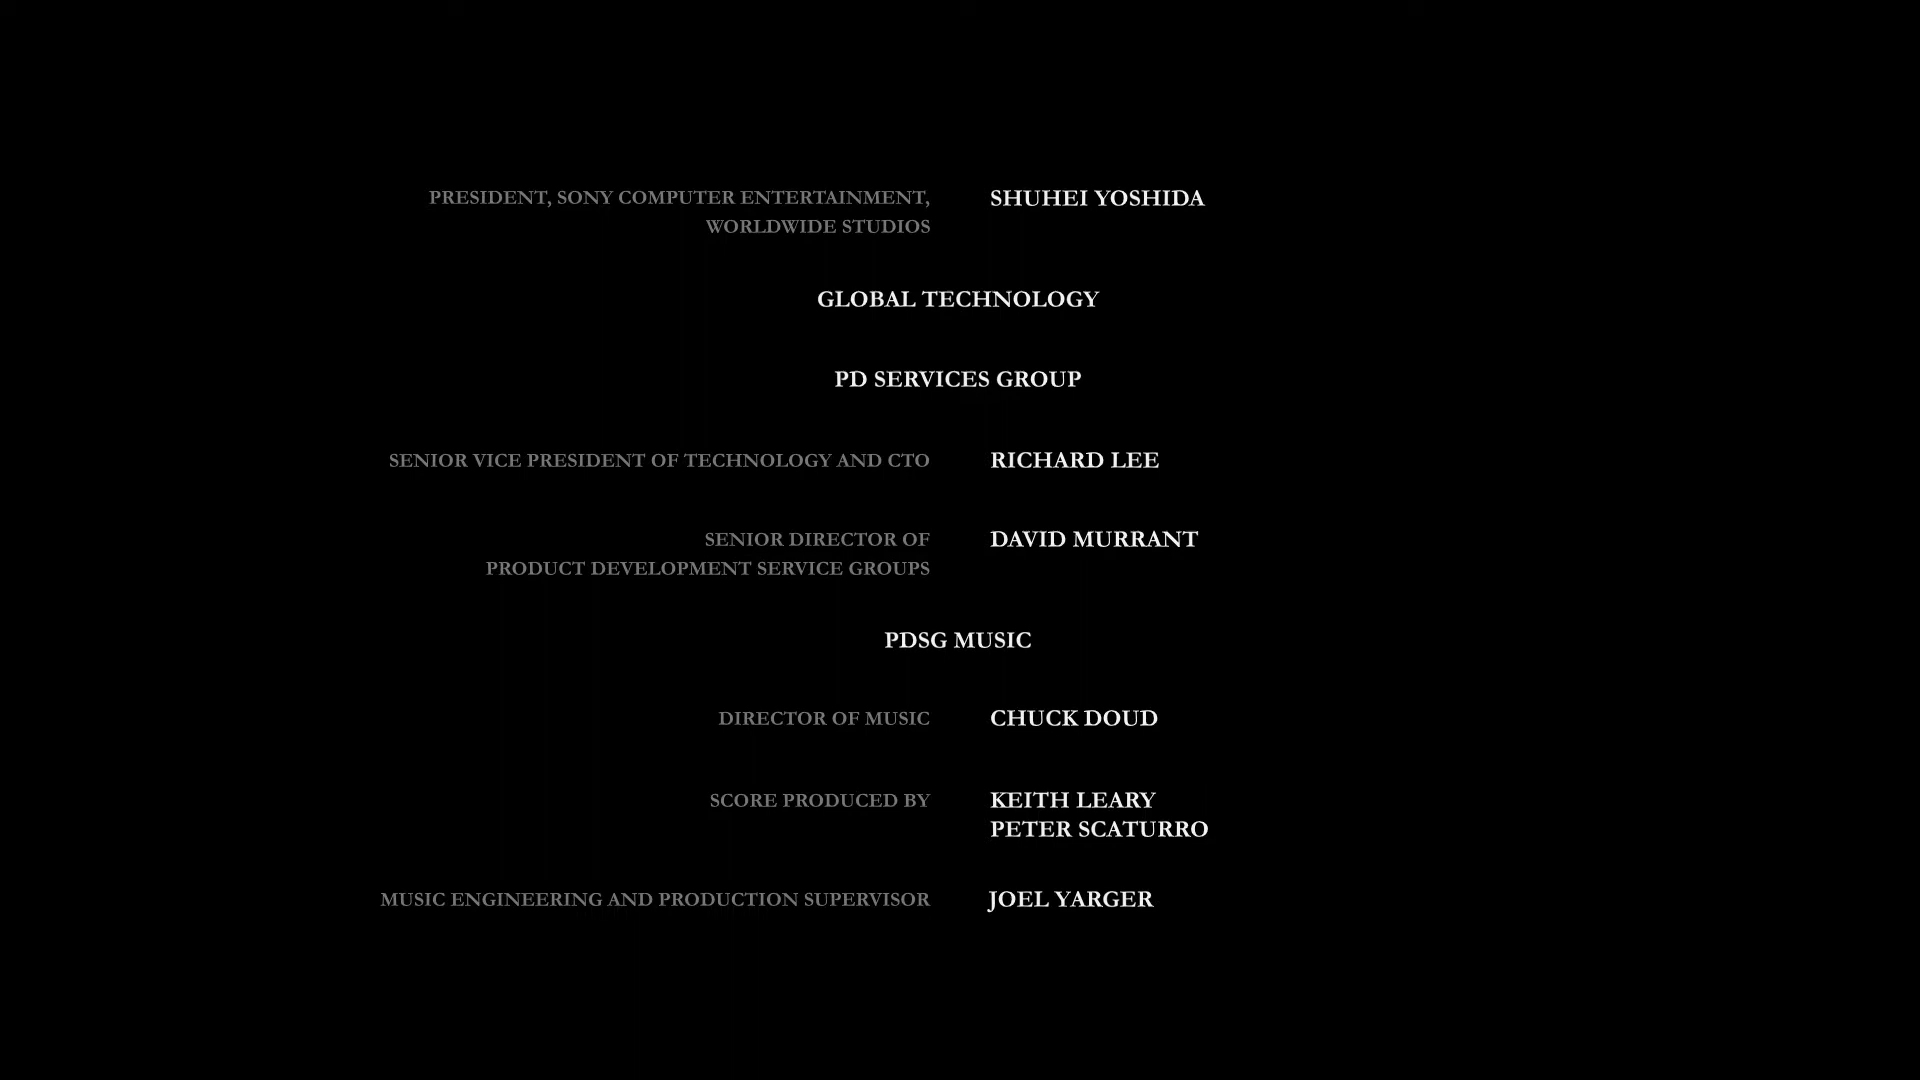 PRESIDENT, SONY COMPUTER ENTERTAINMENT, SHUHEI YOSHIDA
WORLDWIDE STUDIOS
GLOBAL TECHNOLOGY
PD SERVICES GROUP
SENIOR VICE PRESIDENT OF TECHNOLOGY AND CTO RICHARD LEE
SENIOR DIRECTOR OF DAVID MURRANT
PRODUCT DEVELOPMENT SERVICE GROUPS
PDSG MUSIC
DIRECTOR OF MUSIC CHUCK DOUD
SCORE PRODUCED BY KEITH LEARY
PETER SCATURRO
MUSIC ENGINEERING AND PRODUCTION SUPERVISOR JOEL YARGER